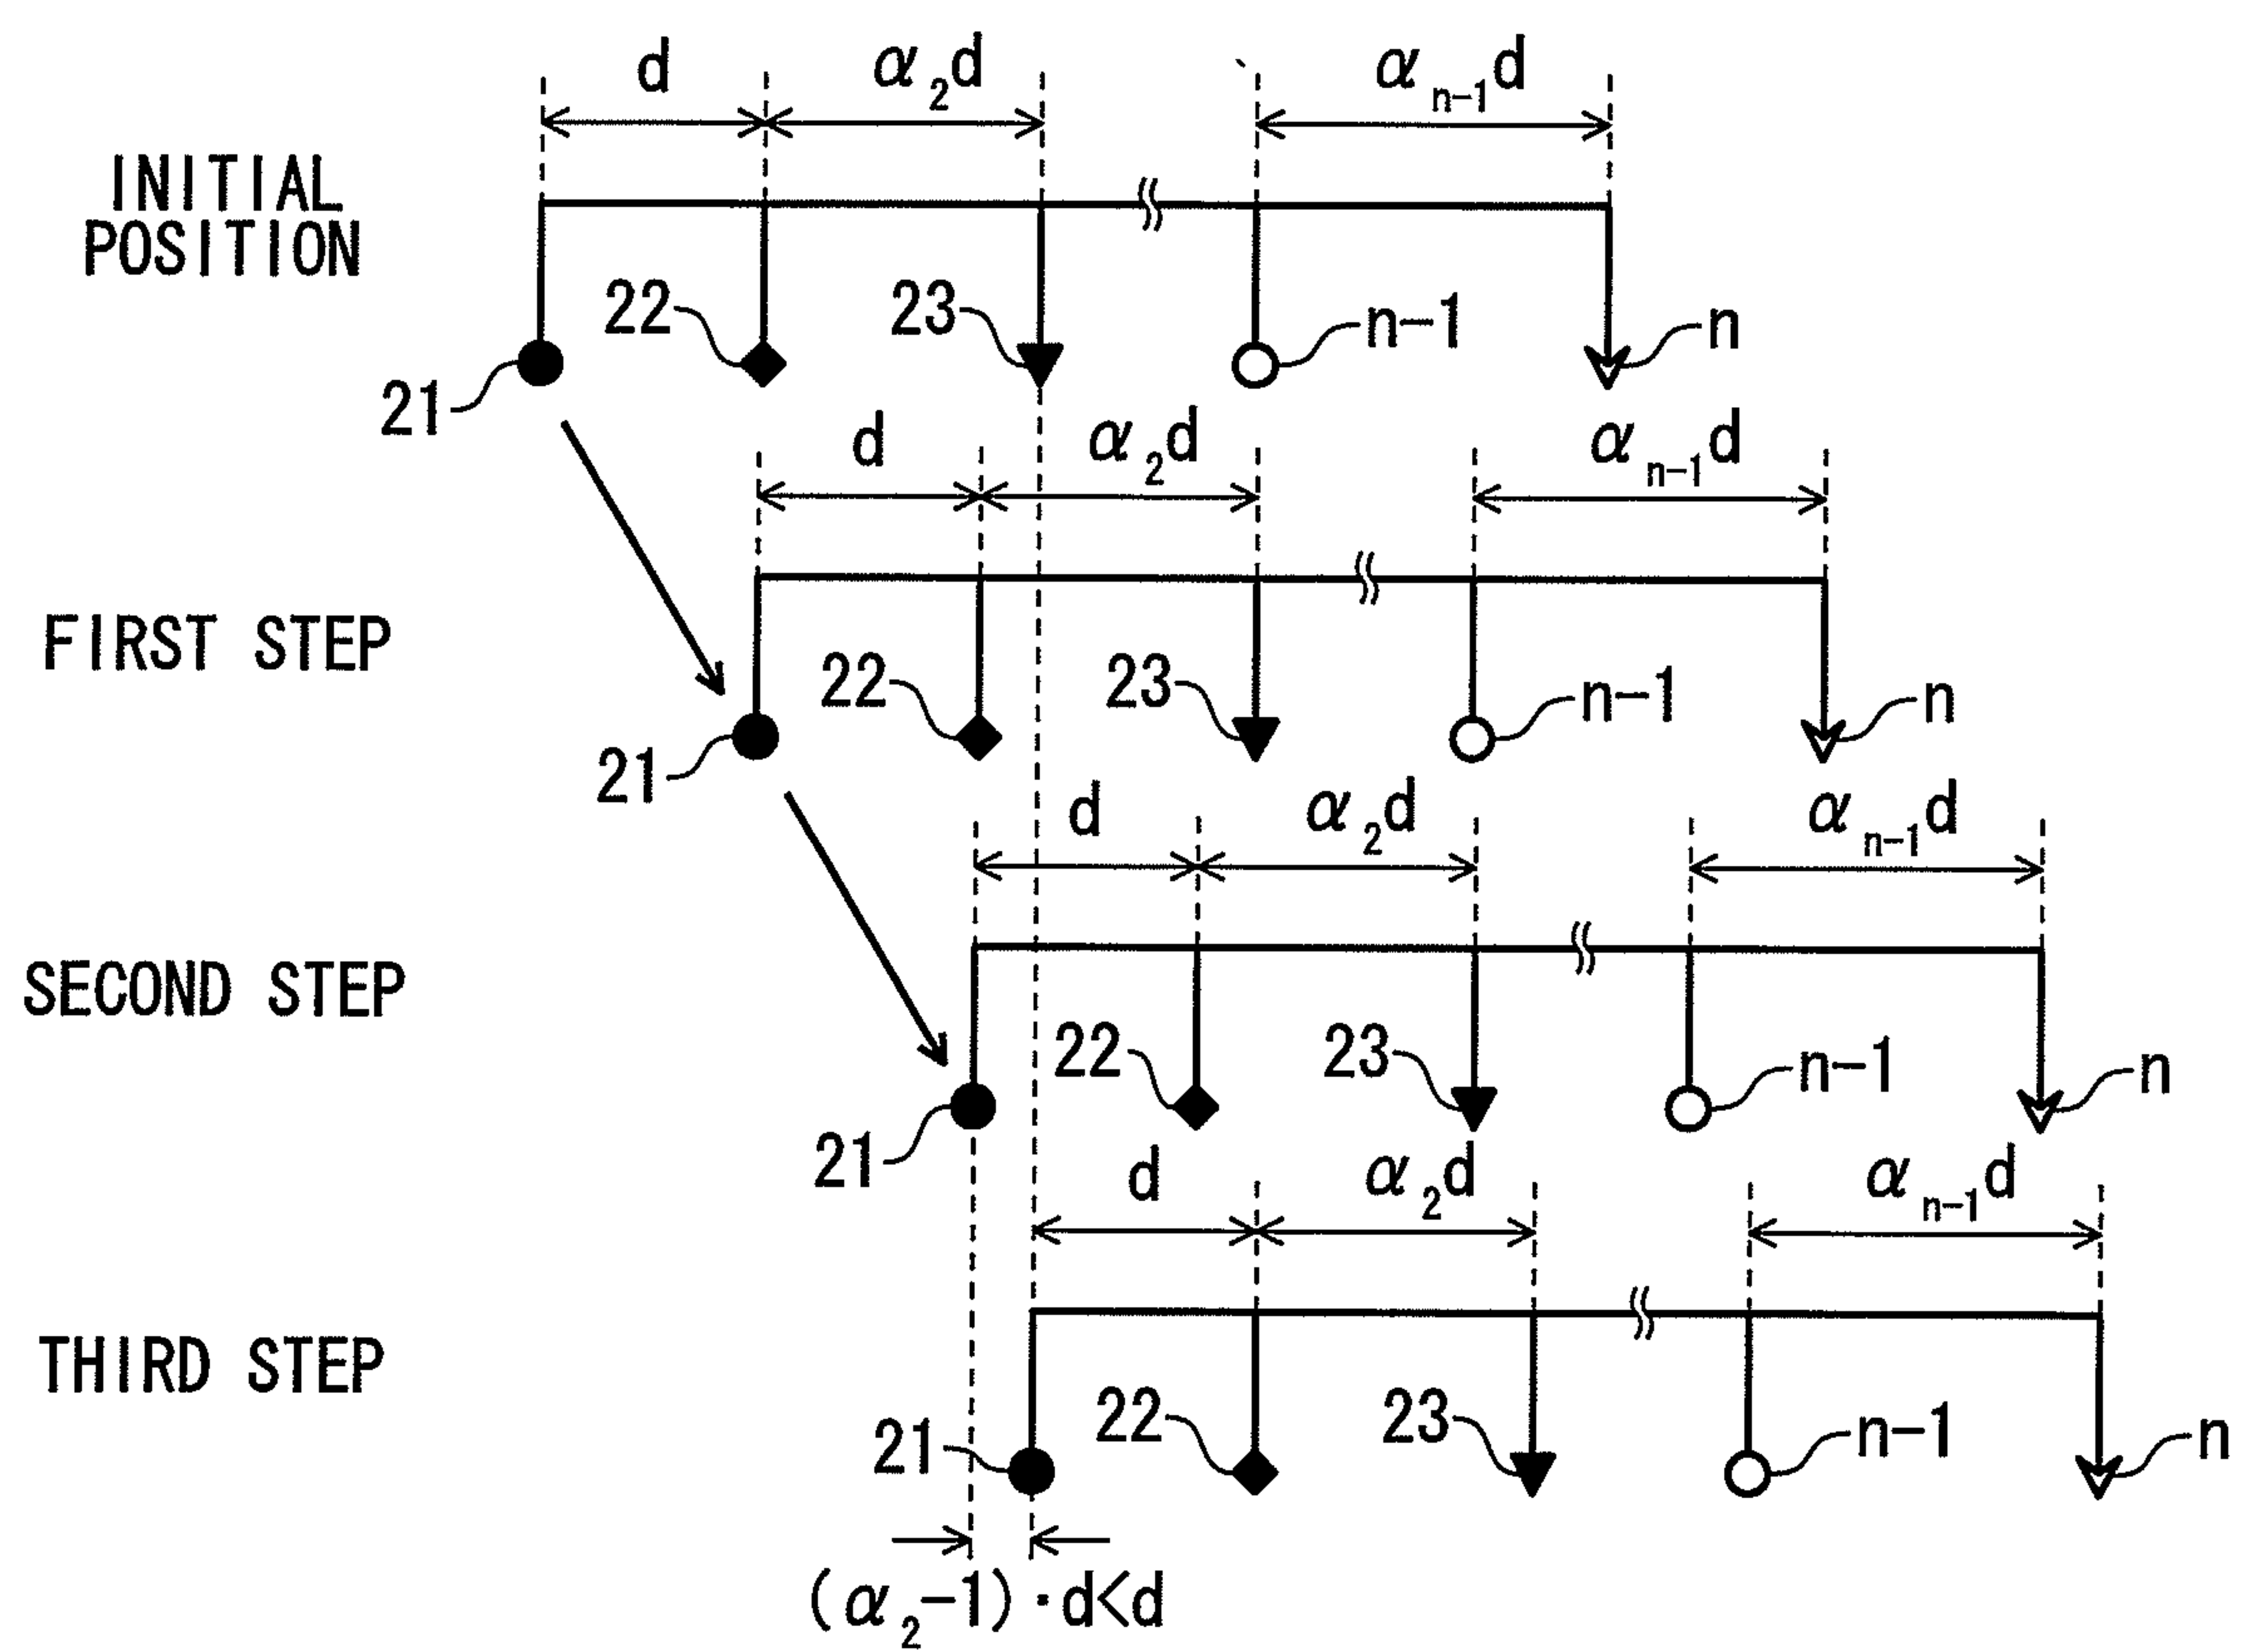 d α₂d αₙ₋₁d
INITIAL
POSITION
22 23 n-1 n
21
d α₂d αₙ₋₁d
FIRST STEP
22 23 n-1 n
21
d α₂d αₙ₋₁d
SECOND STEP
22 23 n-1 n
21
d α₂d αₙ₋₁d
THIRD STEP
21 22 23 n-1 n
(α₂-1)·d<d